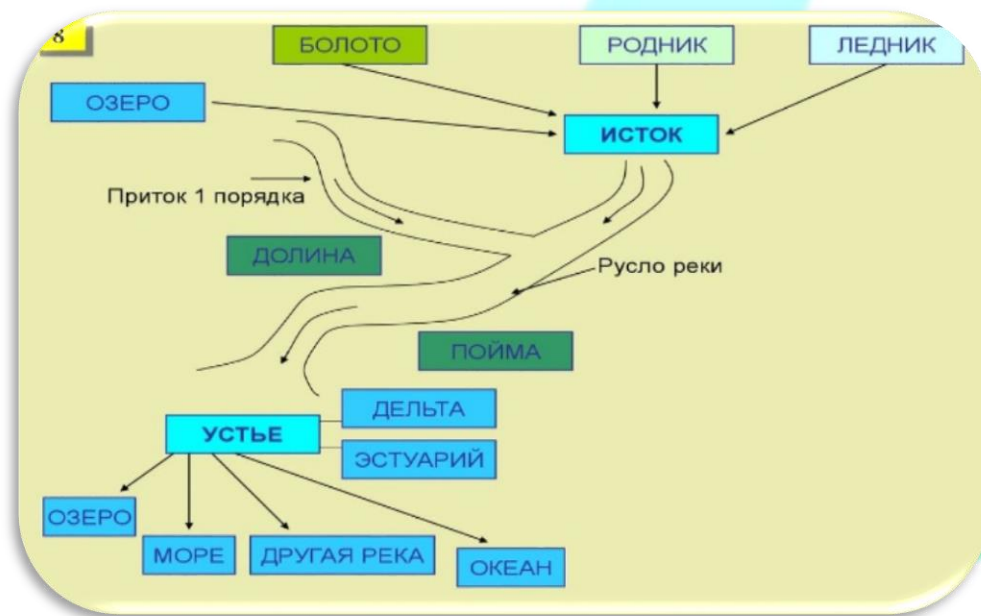 8
БОЛОТО
РОДНИК
ЛЕДНИК
ОЗЕРО
ИСТОК
Приток 1 порядка
ДОЛИНА
Русло реки
ПОЙМА
ДЕЛЬТА
УСТЬЕ
ЭСТУАРИЙ
ОЗЕРО
МОРЕ
ДРУГАЯ РЕКА
ОКЕАН